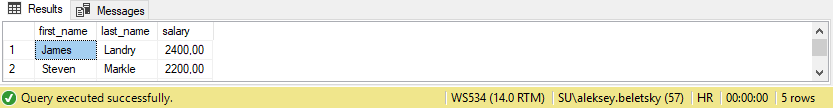 Results Messages
first_name last_name salary
1 James Landry 2400,00
2 Steven Markle 2200,00
Query executed successfully. WS534 (14.0 RTM) SU\aleksey.beletsky (57) HR 00:00:00 5 rows